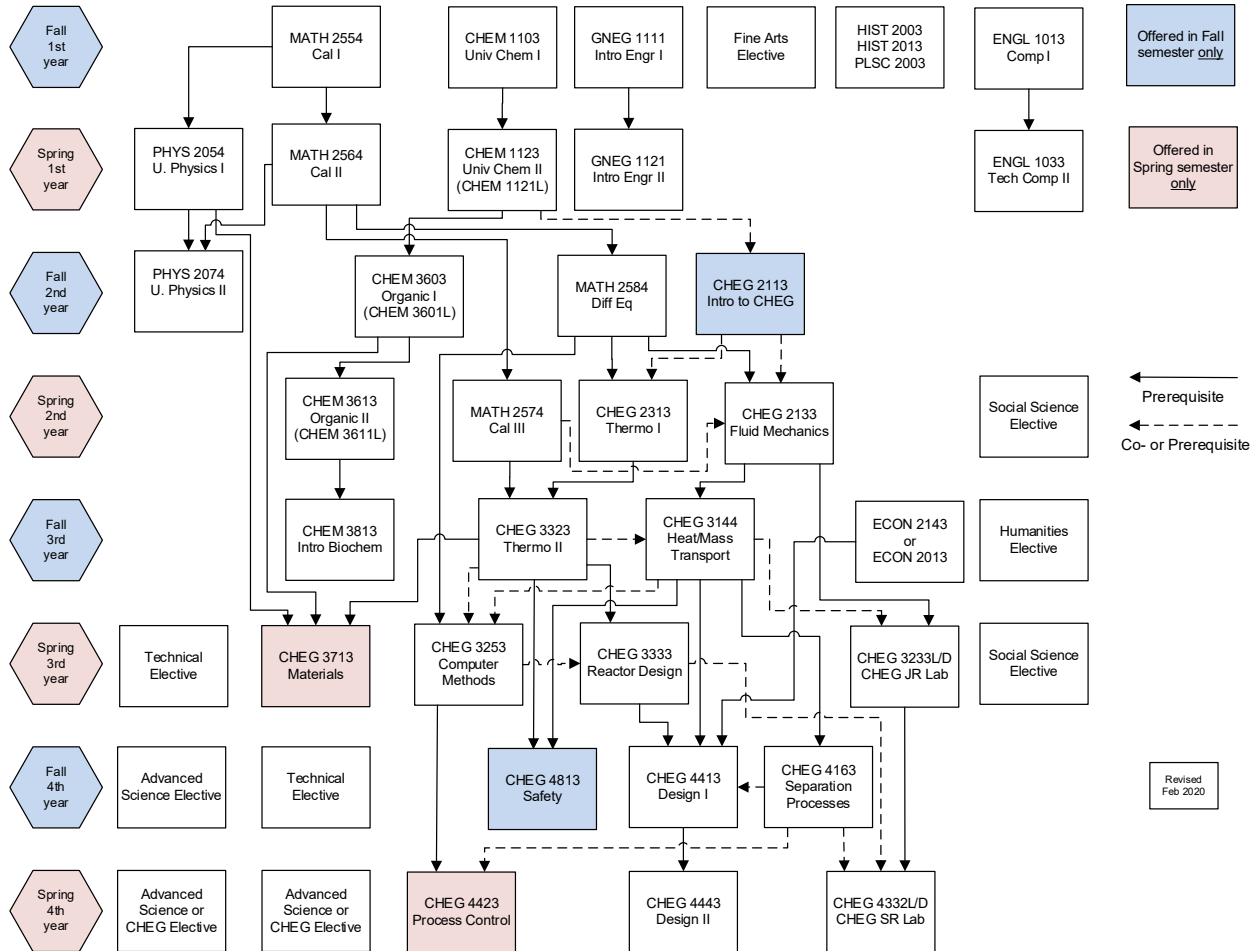 Fall
1st
year
MATH 2554
Cal I
CHEM 1103
Univ Chem I
GNEG 1111
Intro Engr I
Fine Arts
Elective
HIST 2003
HIST 2013
PLSC 2003
ENGL 1013
Comp I
Offered in Fall
semester only
Spring
1st
year
PHYS 2054
U. Physics I
MATH 2564
Cal II
CHEM 1123
Univ Chem II
(CHEM 1121L)
GNEG 1121
Intro Engr II
ENGL 1033
Tech Comp II
Offered in
Spring semester
only
Fall
2nd
year
PHYS 2074
U. Physics II
CHEM 3603
Organic I
(CHEM 3601L)
MATH 2584
Diff Eq
CHEG 2113
Intro to CHEG
Spring
2nd
year
CHEM 3613
Organic II
(CHEM 3611L)
MATH 2574
Cal III
CHEG 2313
Thermo I
CHEG 2133
Fluid Mechanics
Social Science
Elective
Prerequisite
Co- or Prerequisite
Fall
3rd
year
CHEM 3813
Intro Biochem
CHEG 3323
Thermo II
CHEG 3144
Heat/Mass
Transport
ECON 2143
or
ECON 2013
Humanities
Elective
Spring
3rd
year
Technical
Elective
CHEG 3713
Materials
CHEG 3253
Computer
Methods
CHEG 3333
Reactor Design
CHEG 3233L/D
CHEG JR Lab
Social Science
Elective
Fall
4th
year
Advanced
Science Elective
Technical
Elective
CHEG 4813
Safety
CHEG 4413
Design I
CHEG 4163
Separation
Processes
Revised
Feb 2020
Spring
4th
year
Advanced
Science or
CHEG Elective
Advanced
Science or
CHEG Elective
CHEG 4423
Process Control
CHEG 4443
Design II
CHEG 4332L/D
CHEG SR Lab